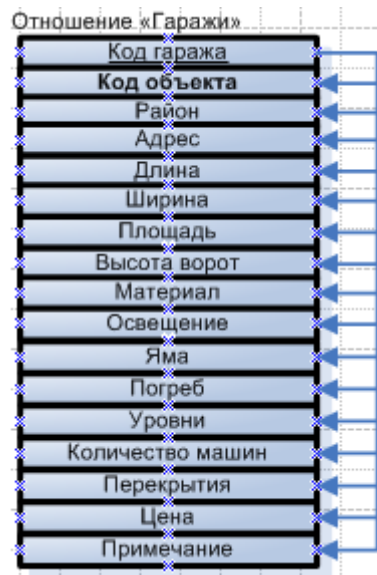 Отношение «Гаражи»
Код гаража
Код объекта
Район
Адрес
Длина
Ширина
Площадь
Высота ворот
Материал
Освещение
Яма
Погреб
Уровни
Количество машин
Перекрытия
Цена
Примечание